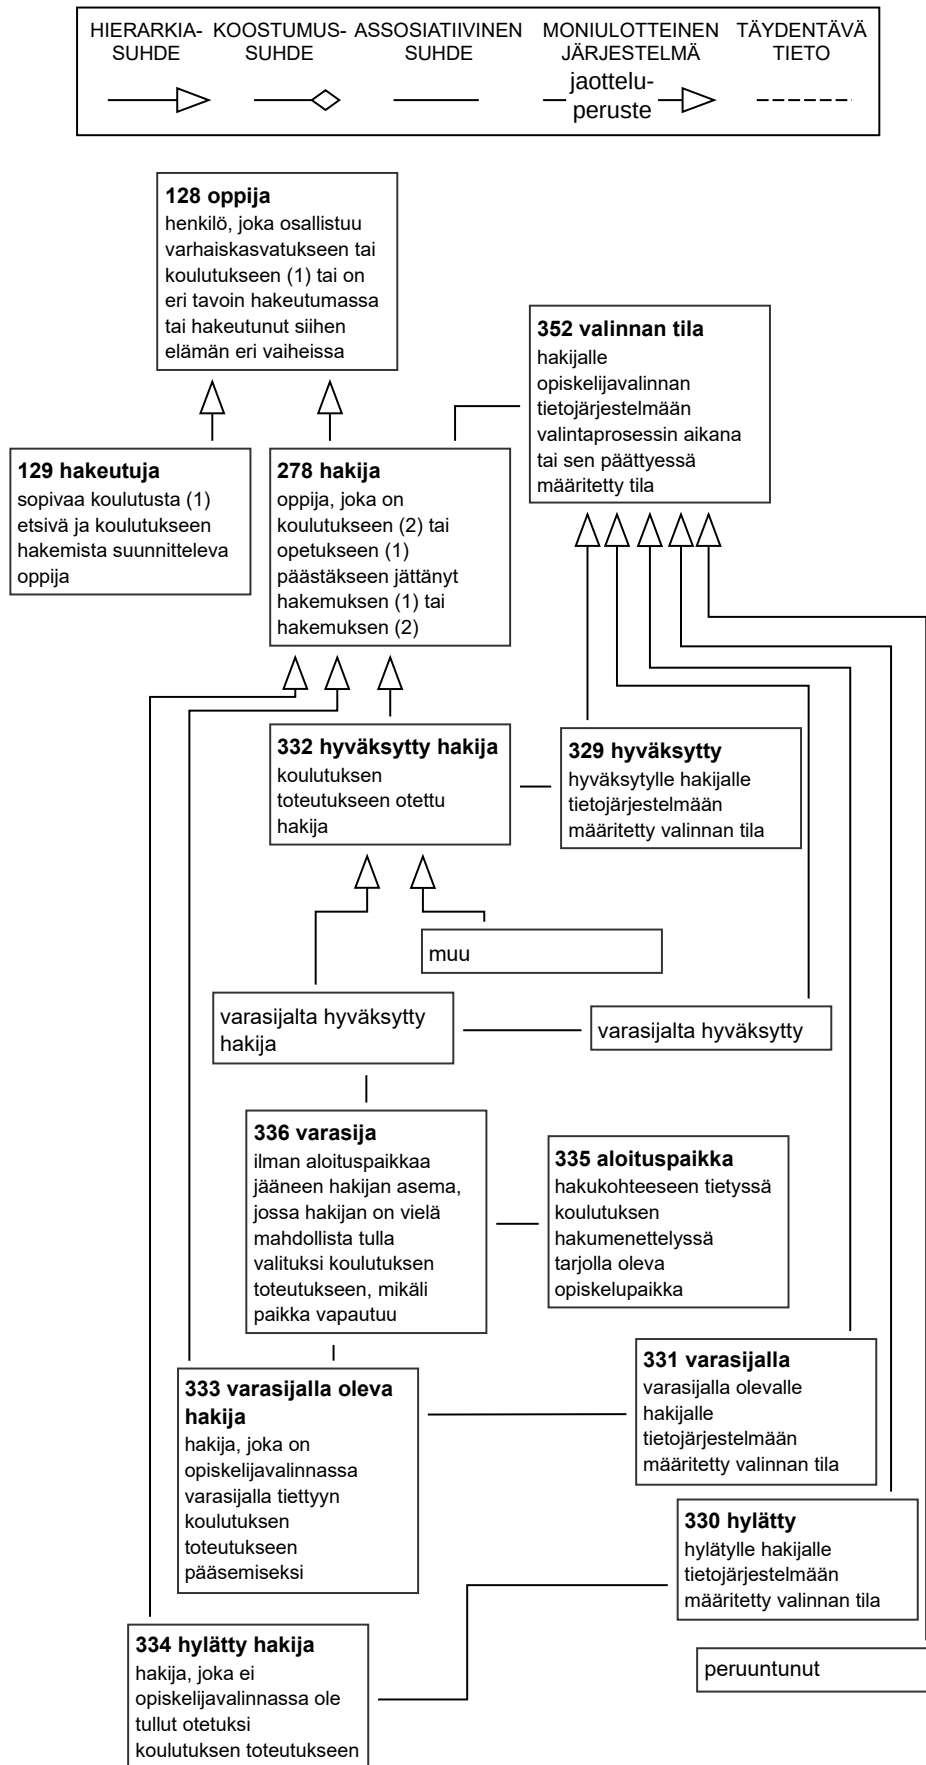 HIERARKIA-
SUHDE
KOOSTUMUS-
SUHDE
ASSOSIATIIVINEN
SUHDE
MONIULOTTEINEN
JÄRJESTELMÄ
jaottelu-
peruste
TÄYDENTÄVÄ
TIETO
128 oppija
henkilö, joka osallistuu
varhaiskasvatukseen tai
koulutukseen (1) tai on
eri tavoin hakeutumassa
tai hakeutunut siihen
elämän eri vaiheissa
352 valinnan tila
hakijalle
opiskelijavalinnan
tietojärjestelmään
valintaprosessin aikana
tai sen päättyessä
määritetty tila
129 hakeutuja
sopivaa koulutusta (1)
etsivä ja koulutukseen
hakemista suunnitteleva
oppija
278 hakija
oppija, joka on
koulutukseen (2) tai
opetukseen (1)
päästäkseen jättänyt
hakemuksen (1) tai
hakemuksen (2)
332 hyväksytty hakija
koulutuksen
toteutukseen otettu
hakija
329 hyväksytty
hyväksytylle hakijalle
tietojärjestelmään
määritetty valinnan tila
muu
varasijalta hyväksytty
hakija
varasijalta hyväksytty
336 varasija
ilman aloituspaikkaa
jääneen hakijan asema,
jossa hakijan on vielä
mahdollista tulla
valituksi koulutuksen
toteutukseen, mikäli
paikka vapautuu
335 aloituspaikka
hakukohteeseen tietyssä
koulutuksen
hakumenettelyssä
tarjolla oleva
opiskelupaikka
333 varasijalla oleva
hakija
hakija, joka on
opiskelijavalinnassa
varasijalla tiettyyn
koulutuksen
toteutukseen
pääsemiseksi
331 varasijalla
varasijalla olevalle
hakijalle
tietojärjestelmään
määritetty valinnan tila
330 hylätty
hylätylle hakijalle
tietojärjestelmään
määritetty valinnan tila
334 hylätty hakija
hakija, joka ei
opiskelijavalinnassa ole
tullut otetuksi
koulutuksen toteutukseen
peruuntunut